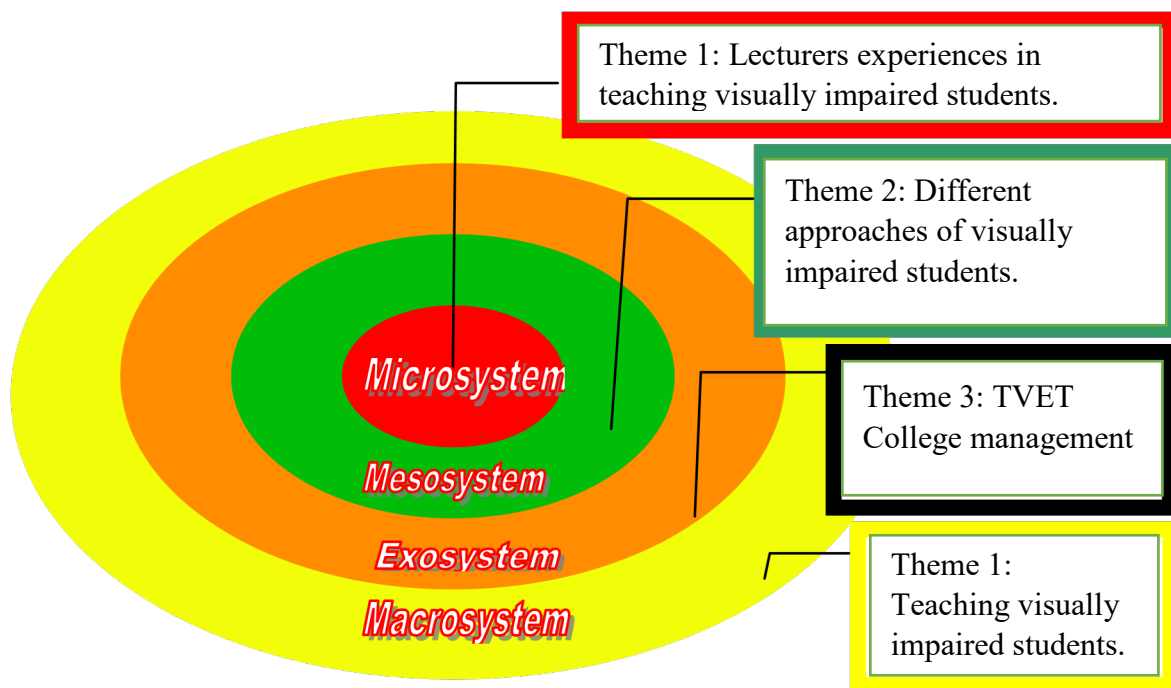 Theme 1: Lecturers experiences in
teaching visually impaired students.
Theme 2: Different
approaches of visually
impaired students.
Microsystem
Theme 3: TVET
College management
Mesosystem
Exosystem
Theme 1:
Teaching visually
impaired students.
Macrosystem